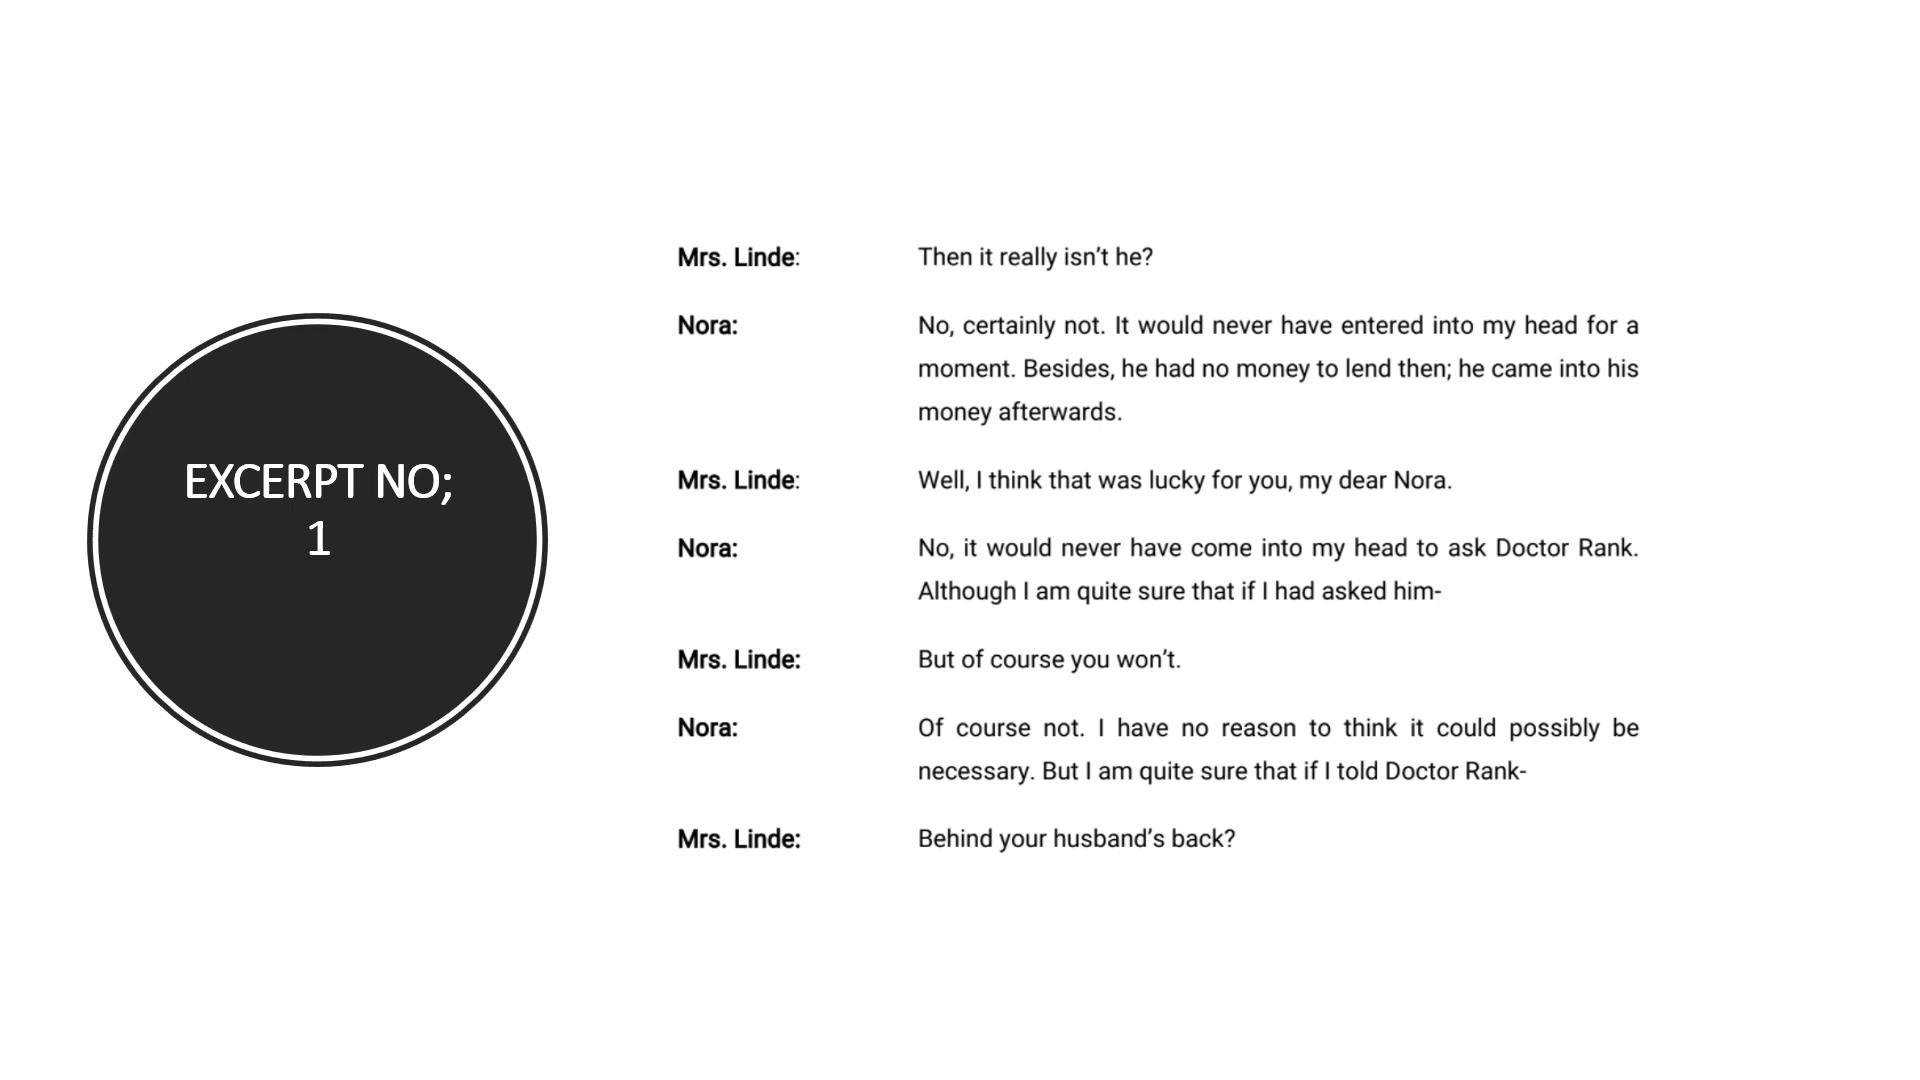 EXCERPT NO;
1
Mrs. Linde: Then it really isn’t he?
Nora: No, certainly not. It would never have entered into my head for a
moment. Besides, he had no money to lend then; he came into his
money afterwards.
Mrs. Linde: Well, I think that was lucky for you, my dear Nora.
Nora: No, it would never have come into my head to ask Doctor Rank.
Although I am quite sure that if I had asked him-
Mrs. Linde: But of course you won’t.
Nora: Of course not. I have no reason to think it could possibly be
necessary. But I am quite sure that if I told Doctor Rank-
Mrs. Linde: Behind your husband’s back?